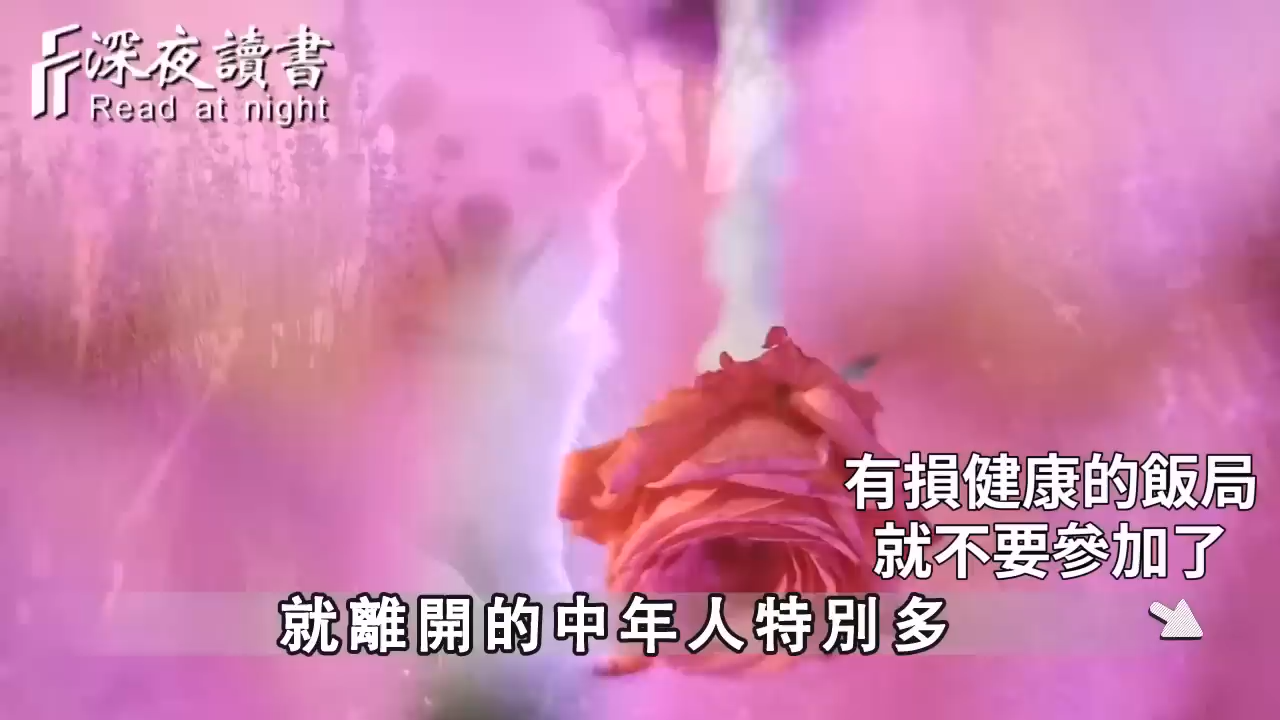 深夜讀書
Read at night
有損健康的飯局
就不要參加了
就離開的中年人特別多